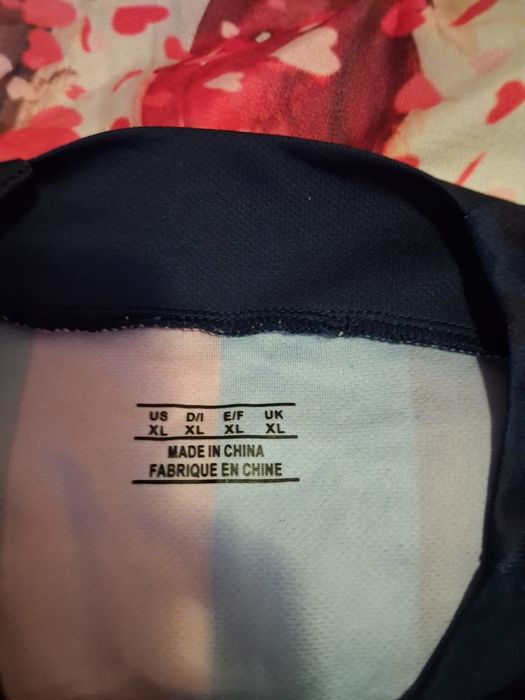 US D/I E/F UK
XL XL XL XL
MADE IN CHINA
FABRIQUE EN CHINE